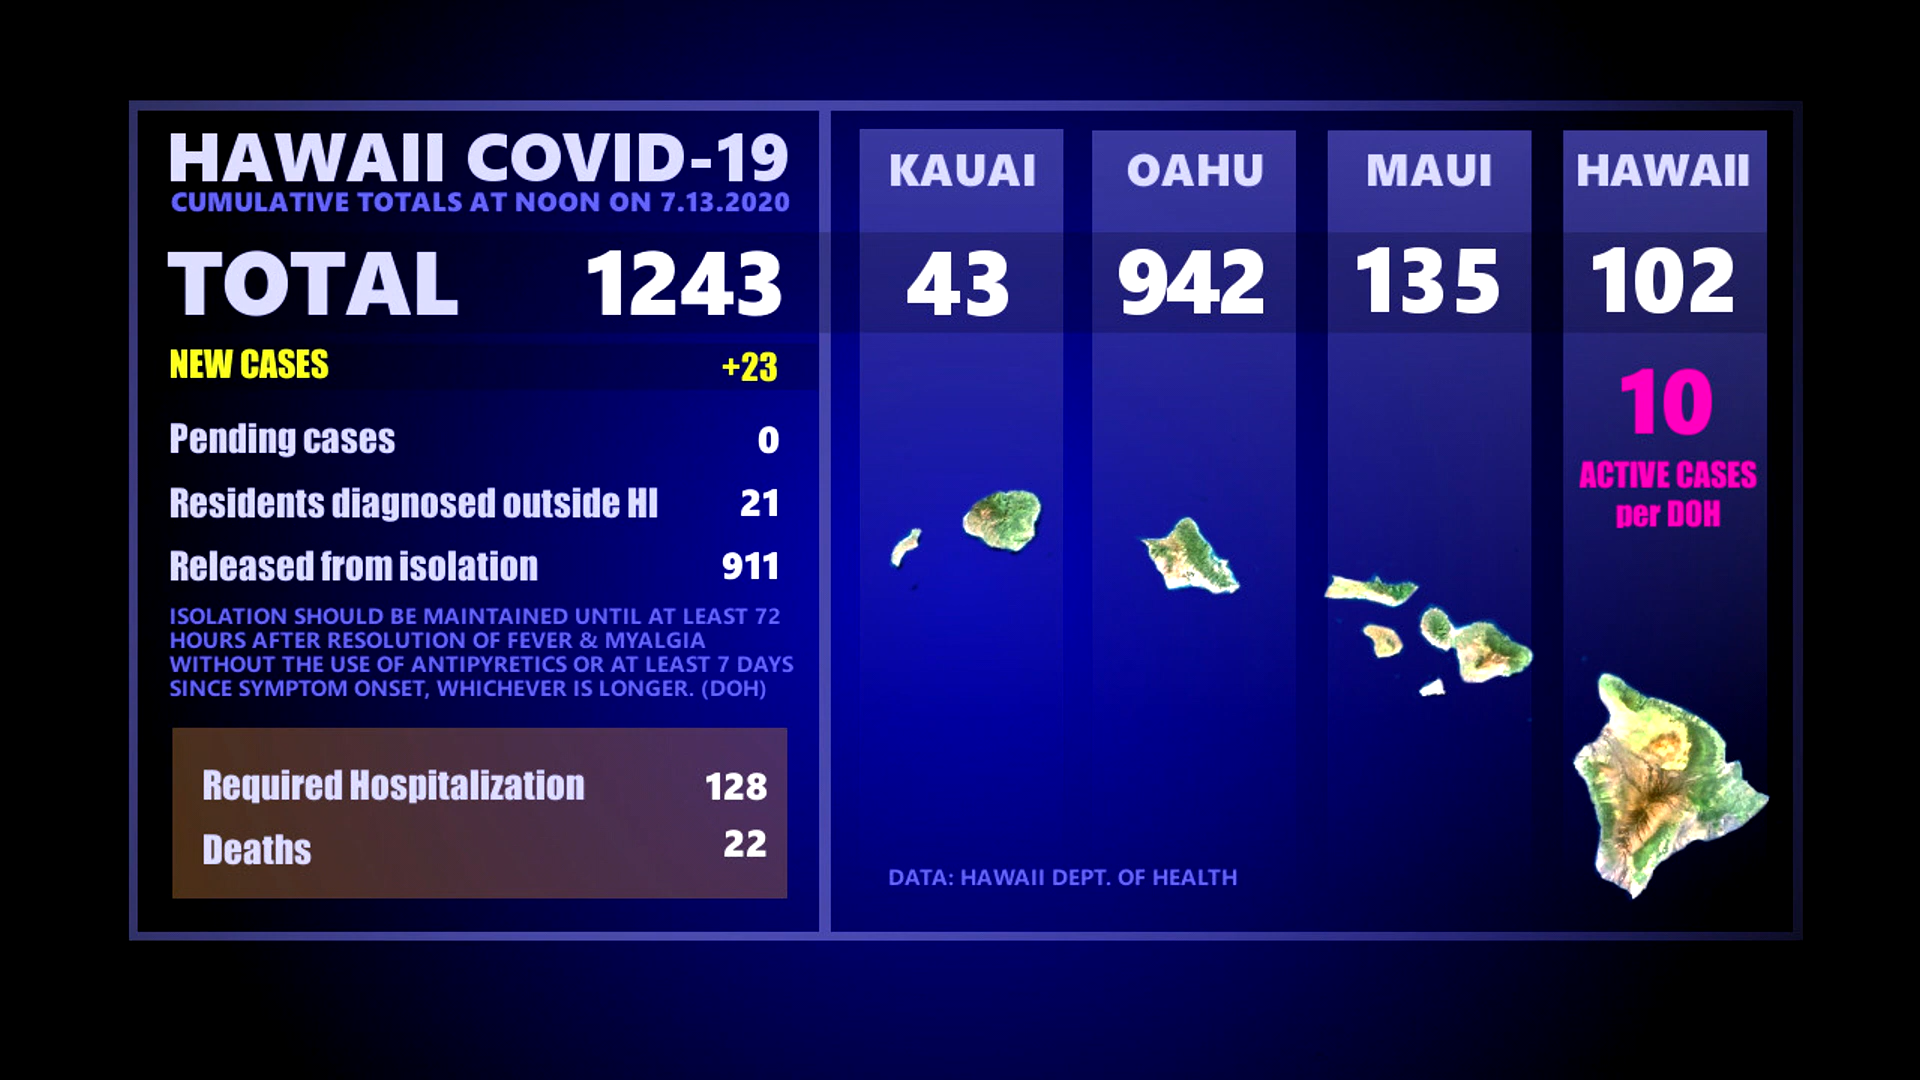 HAWAII COVID-19
CUMULATIVE TOTALS AT NOON ON 7.13.2020
TOTAL 1243
NEW CASES +23
Pending cases 0
Residents diagnosed outside HI 21
Released from isolation 911
ISOLATION SHOULD BE MAINTAINED UNTIL AT LEAST 72
HOURS AFTER RESOLUTION OF FEVER & MYALGIA
WITHOUT THE USE OF ANTIPYRETICS OR AT LEAST 7 DAYS
SINCE SYMPTOM ONSET, WHICHEVER IS LONGER. (DOH)
Required Hospitalization 128
Deaths 22
KAUAI OAHU MAUI HAWAII
43 942 135 102
10
ACTIVE CASES
per DOH
DATA: HAWAII DEPT. OF HEALTH